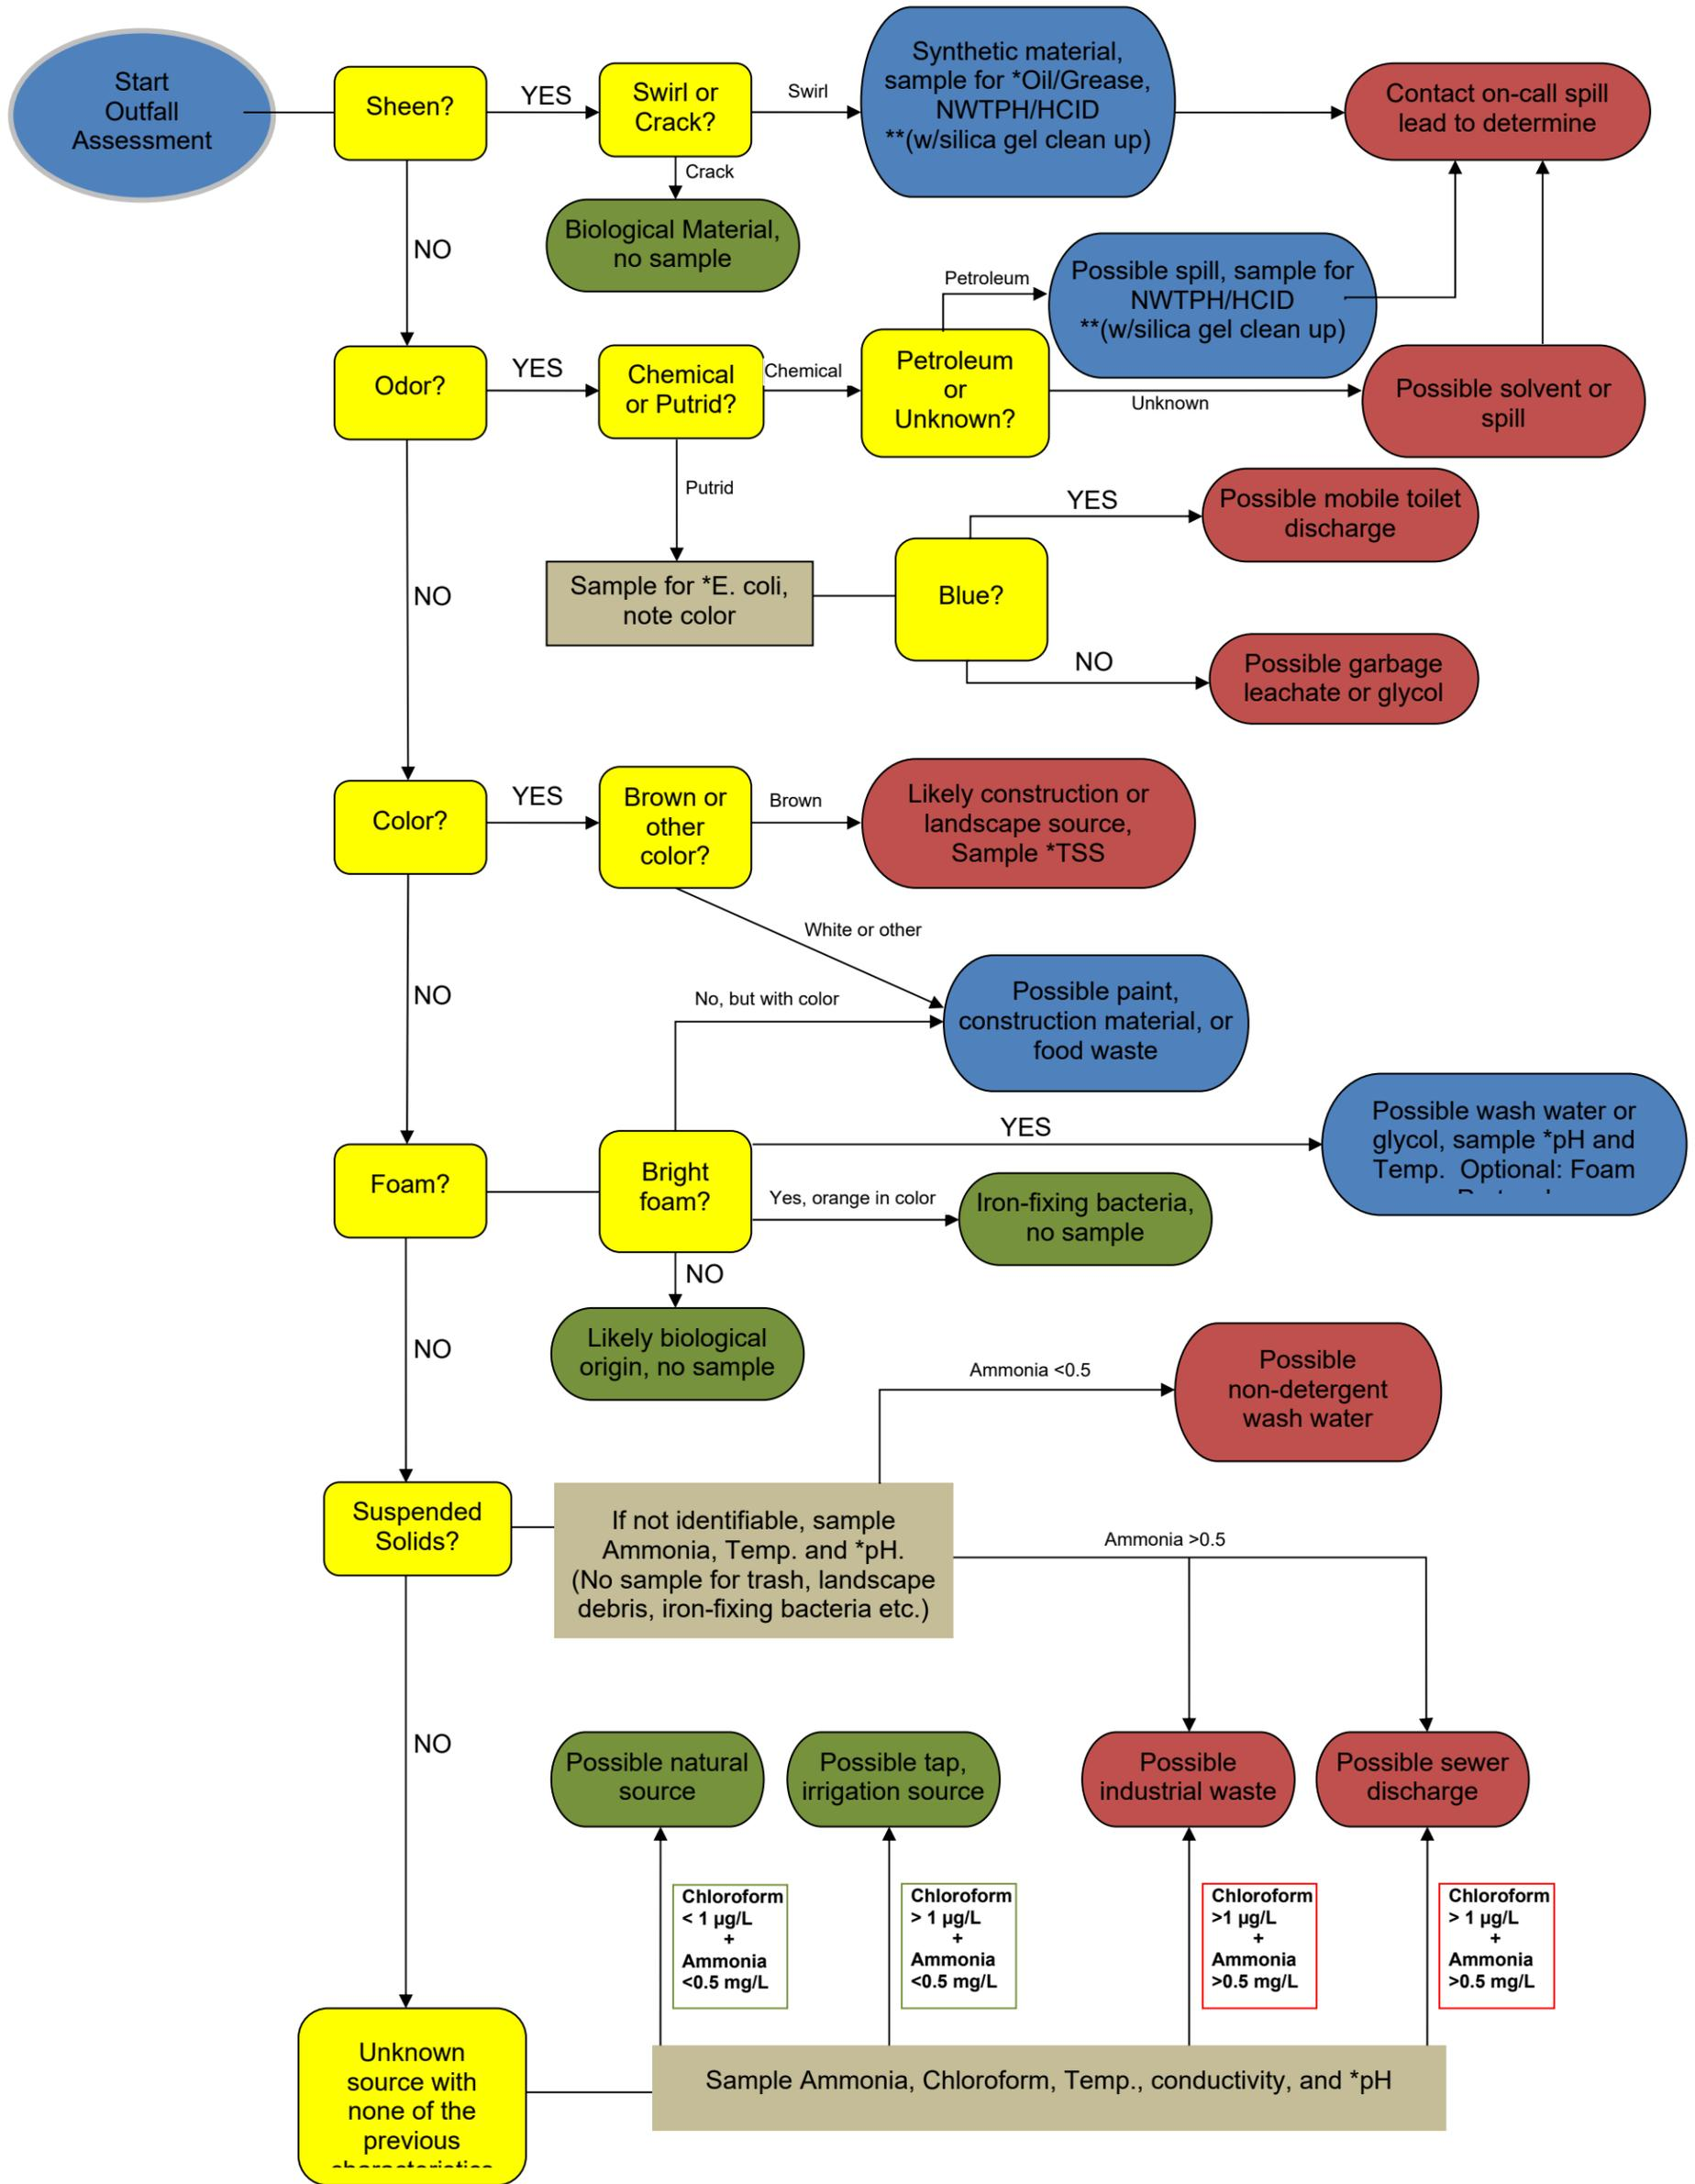 Start
Outfall
Assessment
Sheen?
YES
Swirl or
Crack?
Swirl
Synthetic material,
sample for *Oil/Grease,
NWTPH/HCID
**(w/silica gel clean up)
Contact on-call spill
lead to determine
Crack
Biological Material,
no sample
NO
Petroleum
Possible spill, sample for
NWTPH/HCID
**(w/silica gel clean up)
Odor?
YES
Chemical
or Putrid?
Chemical
Petroleum
or
Unknown?
Unknown
Possible solvent or
spill
Putrid
YES
Possible mobile toilet
discharge
NO
Sample for *E. coli,
note color
Blue?
NO
Possible garbage
leachate or glycol
Color?
YES
Brown or
other
color?
Brown
Likely construction or
landscape source,
Sample *TSS
White or other
NO
No, but with color
Possible paint,
construction material, or
food waste
Foam?
Bright
foam?
YES
Possible wash water or
glycol, sample *pH and
Temp. Optional: Foam
Yes, orange in color
Iron-fixing bacteria,
no sample
NO
Likely biological
origin, no sample
NO
Ammonia <0.5
Possible
non-detergent
wash water
Suspended
Solids?
If not identifiable, sample
Ammonia, Temp. and *pH.
(No sample for trash, landscape
debris, iron-fixing bacteria etc.)
Ammonia >0.5
NO
Possible natural
source
Possible tap,
irrigation source
Possible
industrial waste
Possible sewer
discharge
Chloroform
< 1 µg/L
+
Ammonia
<0.5 mg/L
Chloroform
> 1 µg/L
+
Ammonia
<0.5 mg/L
Chloroform
>1 µg/L
+
Ammonia
>0.5 mg/L
Chloroform
> 1 µg/L
+
Ammonia
>0.5 mg/L
Unknown
source with
none of the
previous
characteristics
Sample Ammonia, Chloroform, Temp., conductivity, and *pH